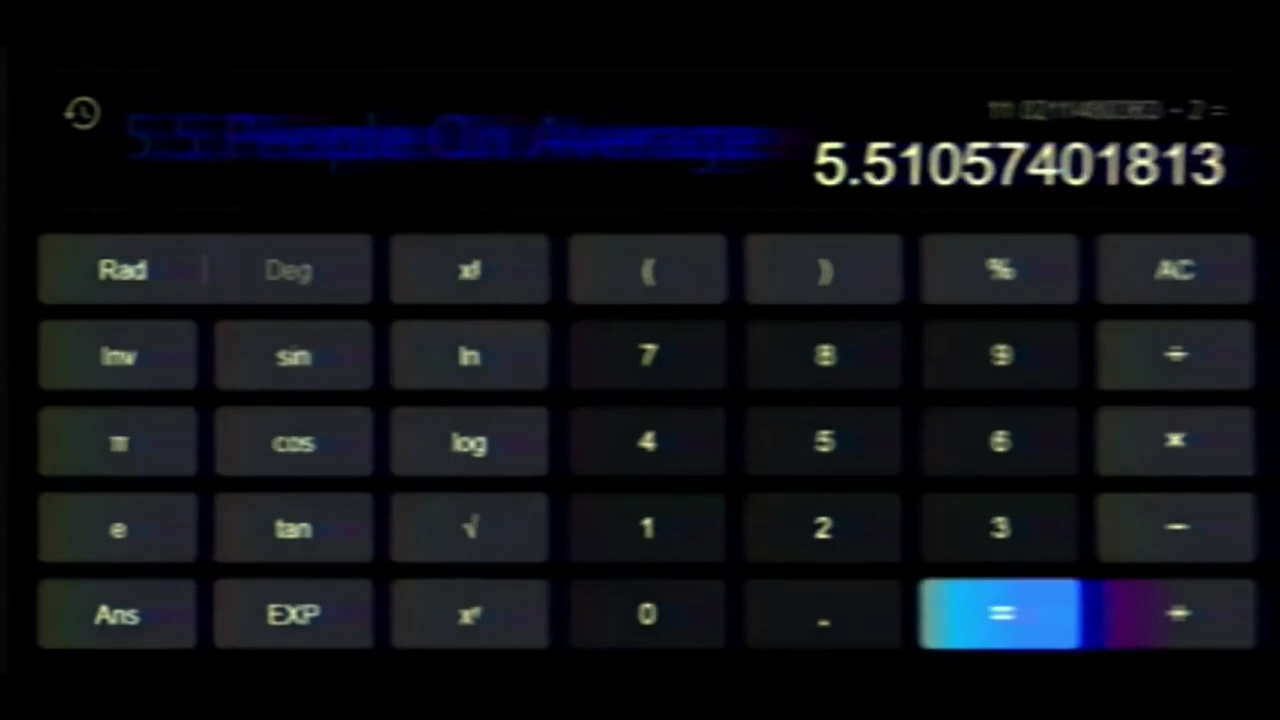 5.5 People On Average
5.51057401813
Rad | Deg x! ( ) % AC
Inv sin ln 7 8 9 ÷
π cos log 4 5 6 ×
e tan √ 1 2 3 −
Ans EXP xʸ 0 . = +